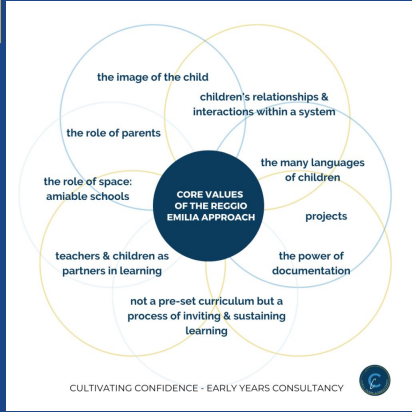 the image of the child
children's relationships &
interactions within a system
the role of parents
the many languages
of children
the role of space:
amiable schools
CORE VALUES
OF THE REGGIO
EMILIA APPROACH
projects
teachers & children as
partners in learning
the power of
documentation
not a pre-set curriculum but a
process of inviting & sustaining
learning
CULTIVATING CONFIDENCE - EARLY YEARS CONSULTANCY